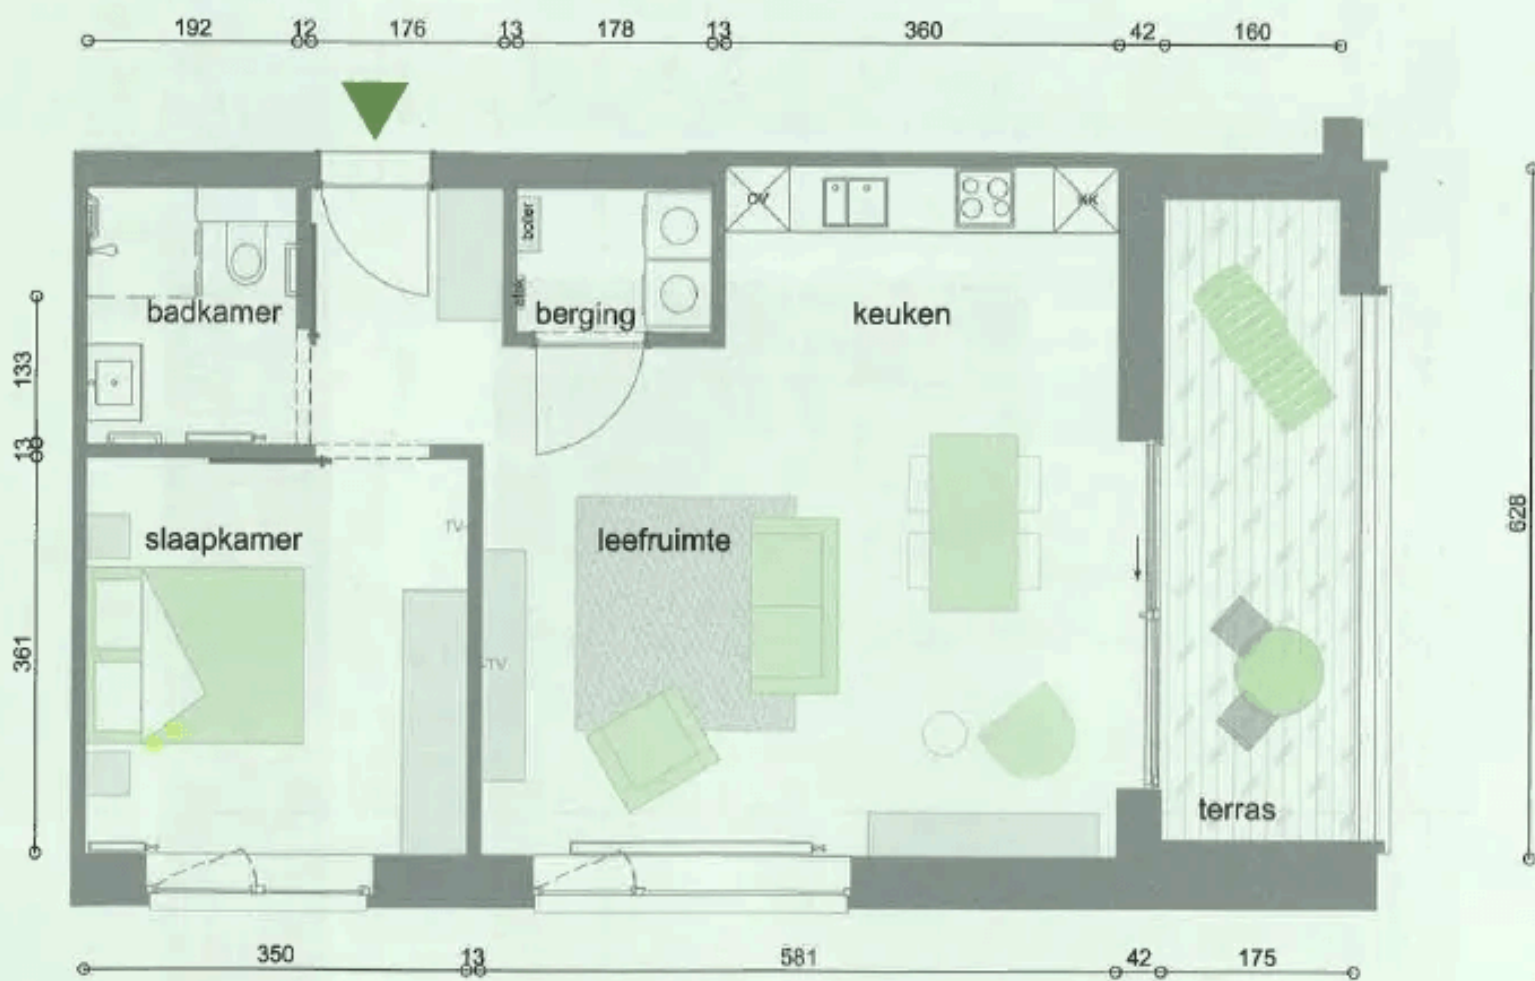 192 12 176 13 178 13 360 42 160
OV KK
boiler
badkamer berging keuken
133
13
slaapkamer TV leefruimte
628
361
TV
terras
350 13 581 42 175